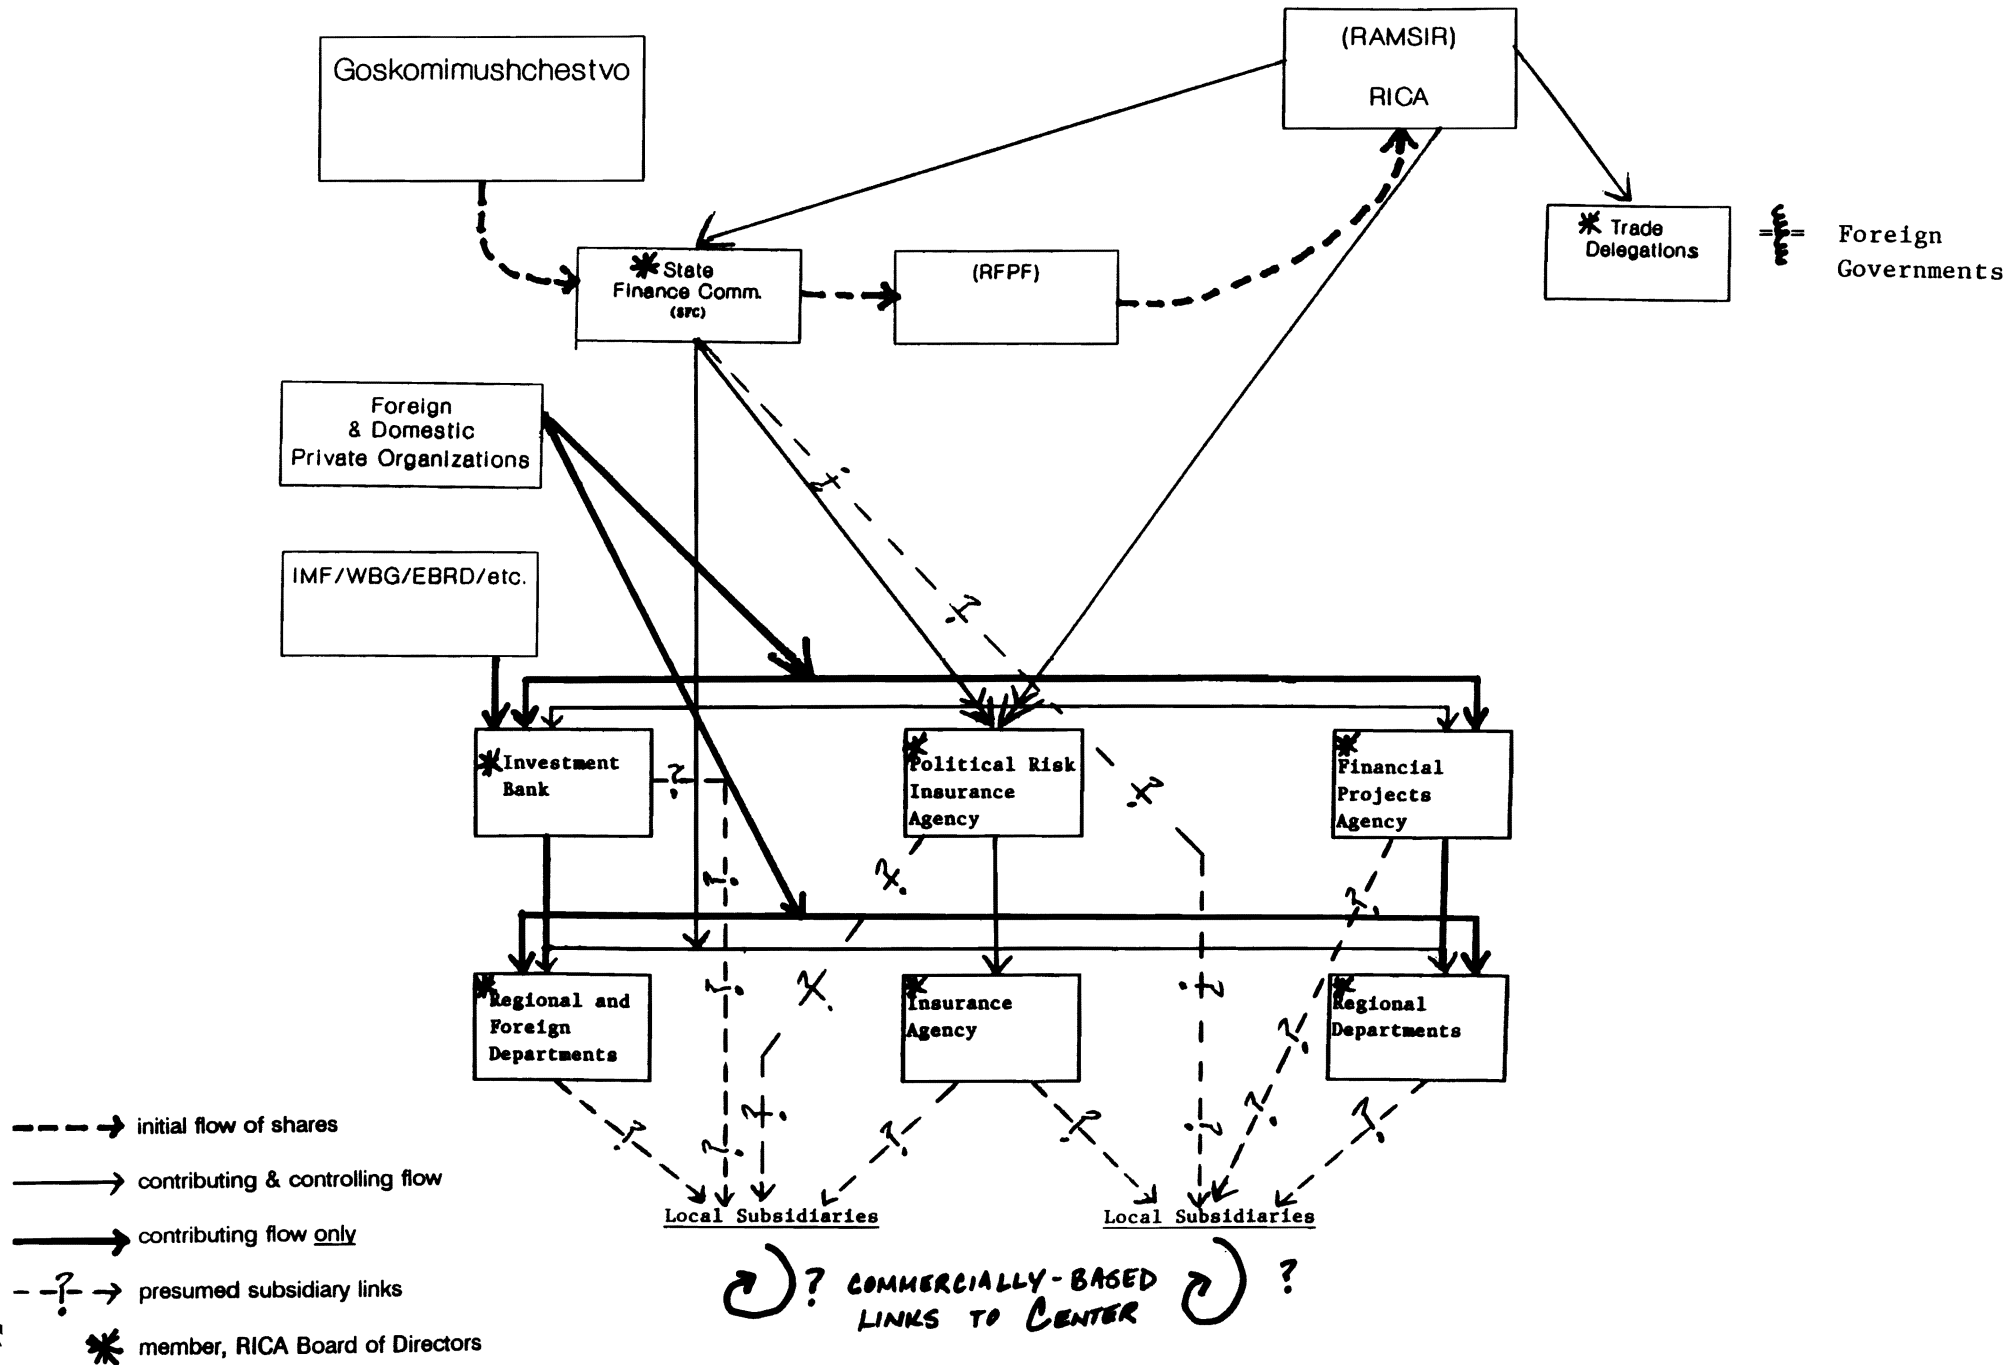 Goskomimushchestvo
(RAMSIR)
RICA
State
Finance Comm.
(SFC)
(RFPF)
Trade
Delegations
Foreign
Governments
Foreign
& Domestic
Private Organizations
IMF/WBG/EBRD/etc.
Investment
Bank
Political Risk
Insurance
Agency
Financial
Projects
Agency
Regional and
Foreign
Departments
Insurance
Agency
Regional
Departments
Local Subsidiaries
Local Subsidiaries
? COMMERCIALLY-BASED ?
LINKS TO CENTER
initial flow of shares
contributing & controlling flow
contributing flow only
? presumed subsidiary links
member, RICA Board of Directors